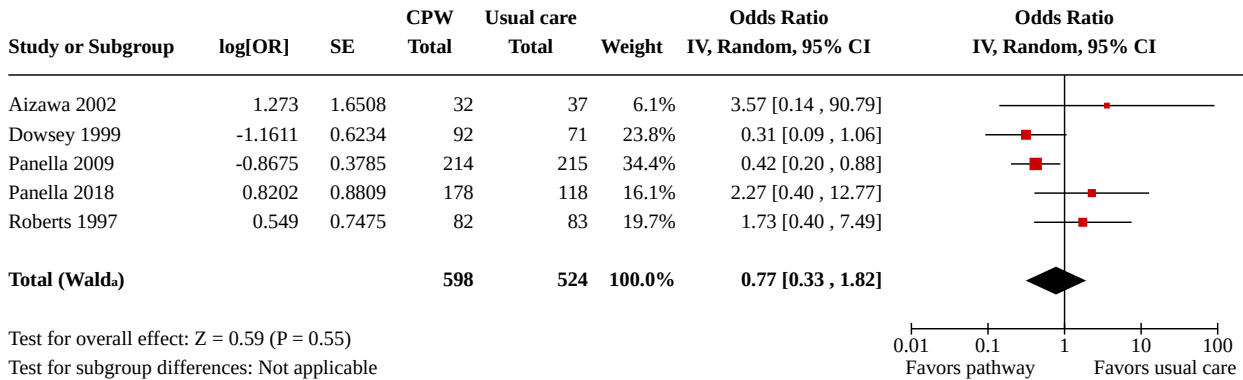 CPW Usual care Odds Ratio Odds Ratio
Study or Subgroup log[OR] SE Total Total Weight IV, Random, 95% CI IV, Random, 95% CI
Aizawa 2002 1.273 1.6508 32 37 6.1% 3.57 [0.14 , 90.79]
Dowsey 1999 -1.1611 0.6234 92 71 23.8% 0.31 [0.09 , 1.06]
Panella 2009 -0.8675 0.3785 214 215 34.4% 0.42 [0.20 , 0.88]
Panella 2018 0.8202 0.8809 178 118 16.1% 2.27 [0.40 , 12.77]
Roberts 1997 0.549 0.7475 82 83 19.7% 1.73 [0.40 , 7.49]
Total (Walda) 598 524 100.0% 0.77 [0.33 , 1.82]
Test for overall effect: Z = 0.59 (P = 0.55)
0.01 0.1 1 10 100
Test for subgroup differences: Not applicable Favors pathway Favors usual care